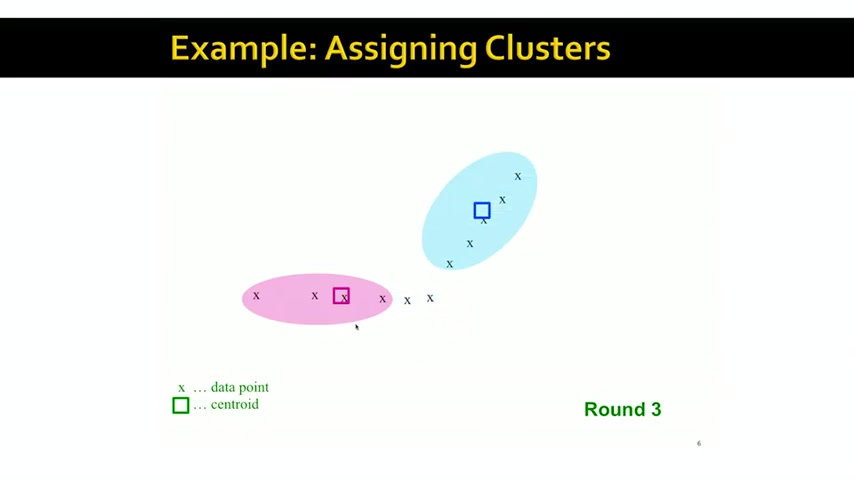 Example: Assigning Clusters
x
x
x
x
x
x x x x x x
x … data point
… centroid
Round 3
6